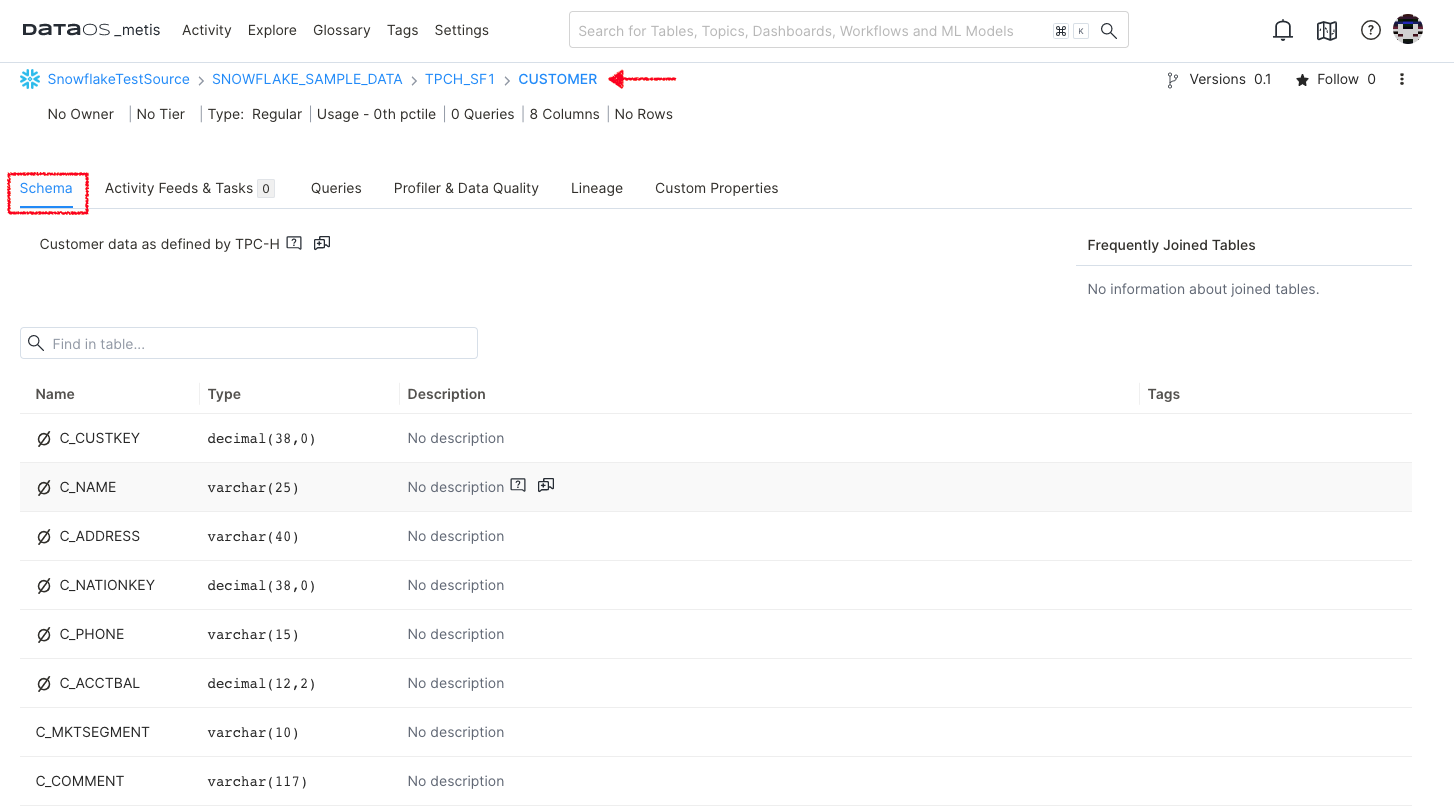 DATAOS_metis Activity Explore Glossary Tags Settings Search for Tables, Topics, Dashboards, Workflows and ML Models ⌘ K
SnowflakeTestSource > SNOWFLAKE_SAMPLE_DATA > TPCH_SF1 > CUSTOMER Versions 0.1 Follow 0
No Owner | No Tier | Type: Regular | Usage - 0th pctile | 0 Queries | 8 Columns | No Rows
Schema Activity Feeds & Tasks 0 Queries Profiler & Data Quality Lineage Custom Properties
Customer data as defined by TPC-H
Frequently Joined Tables
No information about joined tables.
Find in table...
Name Type Description Tags
C_CUSTKEY decimal(38,0) No description
C_NAME varchar(25) No description
C_ADDRESS varchar(40) No description
C_NATIONKEY decimal(38,0) No description
C_PHONE varchar(15) No description
C_ACCTBAL decimal(12,2) No description
C_MKTSEGMENT varchar(10) No description
C_COMMENT varchar(117) No description